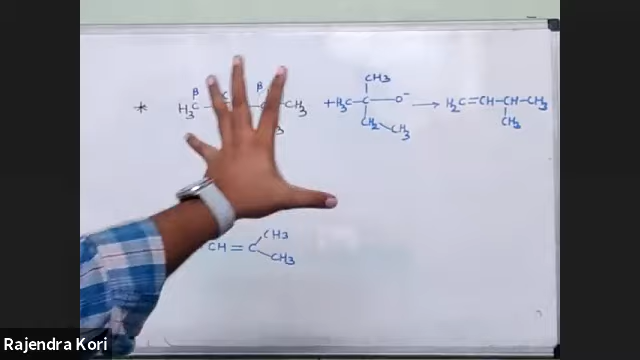 CH3
β β
* H3C C CH3 + H3C-C-O⁻ → H2C=CH-CH-CH3
CH2 CH3 CH3
CH=C CH3
CH3
Rajendra Kori